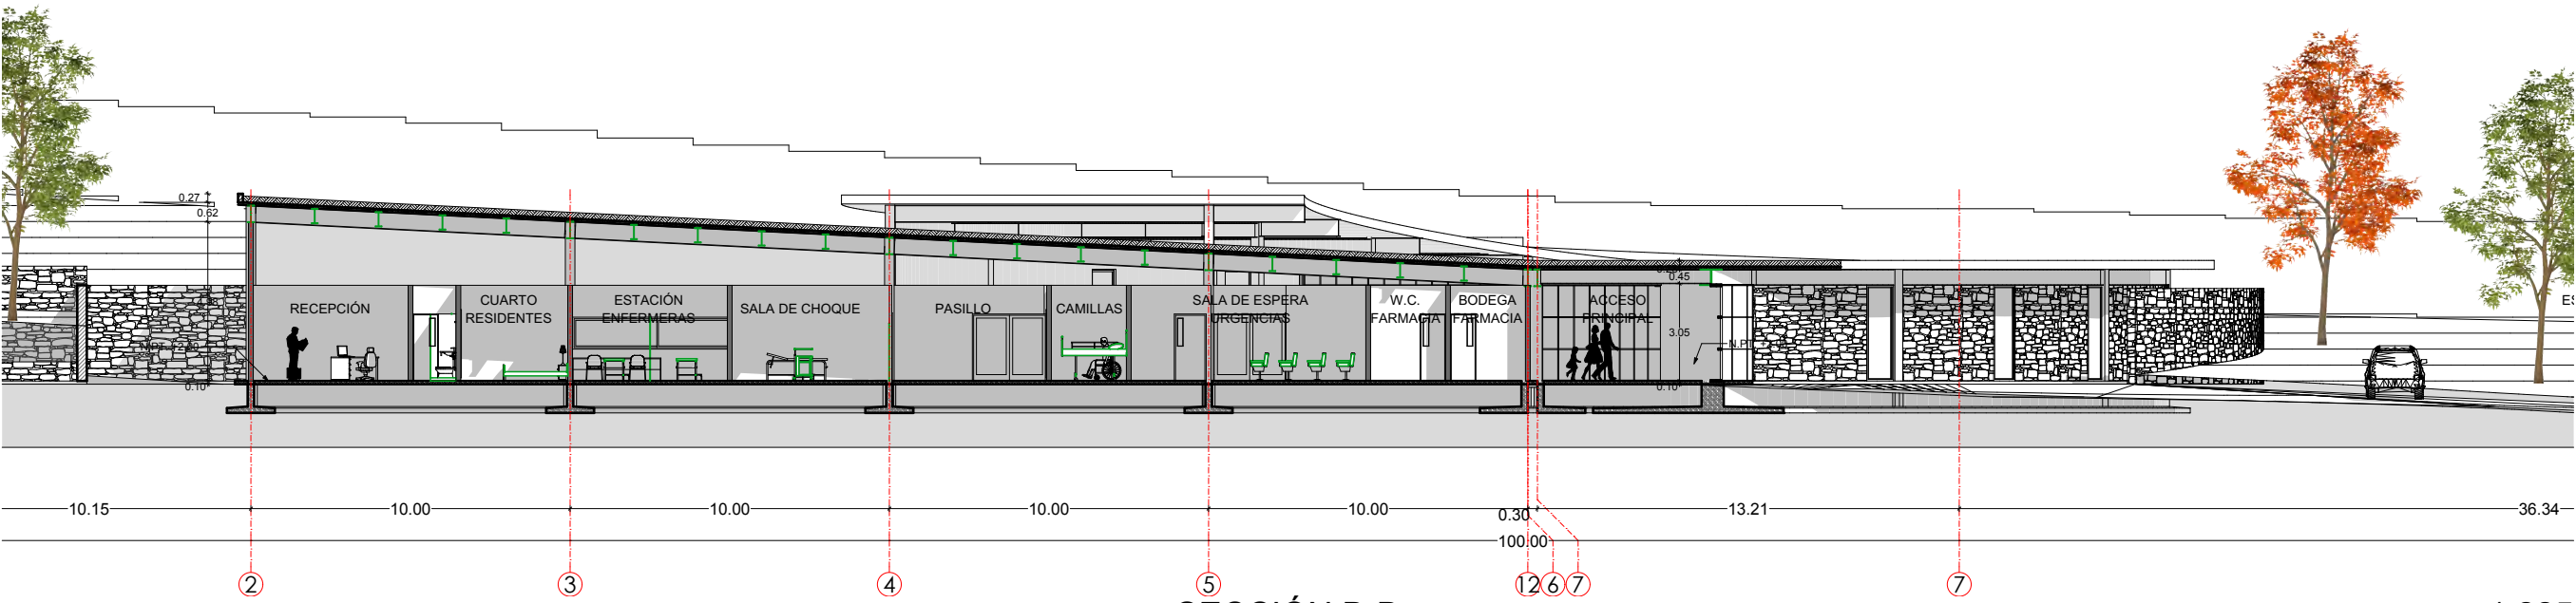 0.27
0.62
RECEPCIÓN
CUARTO
RESIDENTES
ESTACIÓN
ENFERMERAS
SALA DE CHOQUE
PASILLO
CAMILLAS
SALA DE ESPERA
URGENCIAS
W.C.
FARMACIA
BODEGA
FARMACIA
ACCESO
PRINCIPAL
0.45
3.05
0.10
0.10
10.15
10.00
10.00
10.00
10.00
0.30
13.21
36.34
100.00
2
3
4
5
12
6
7
7